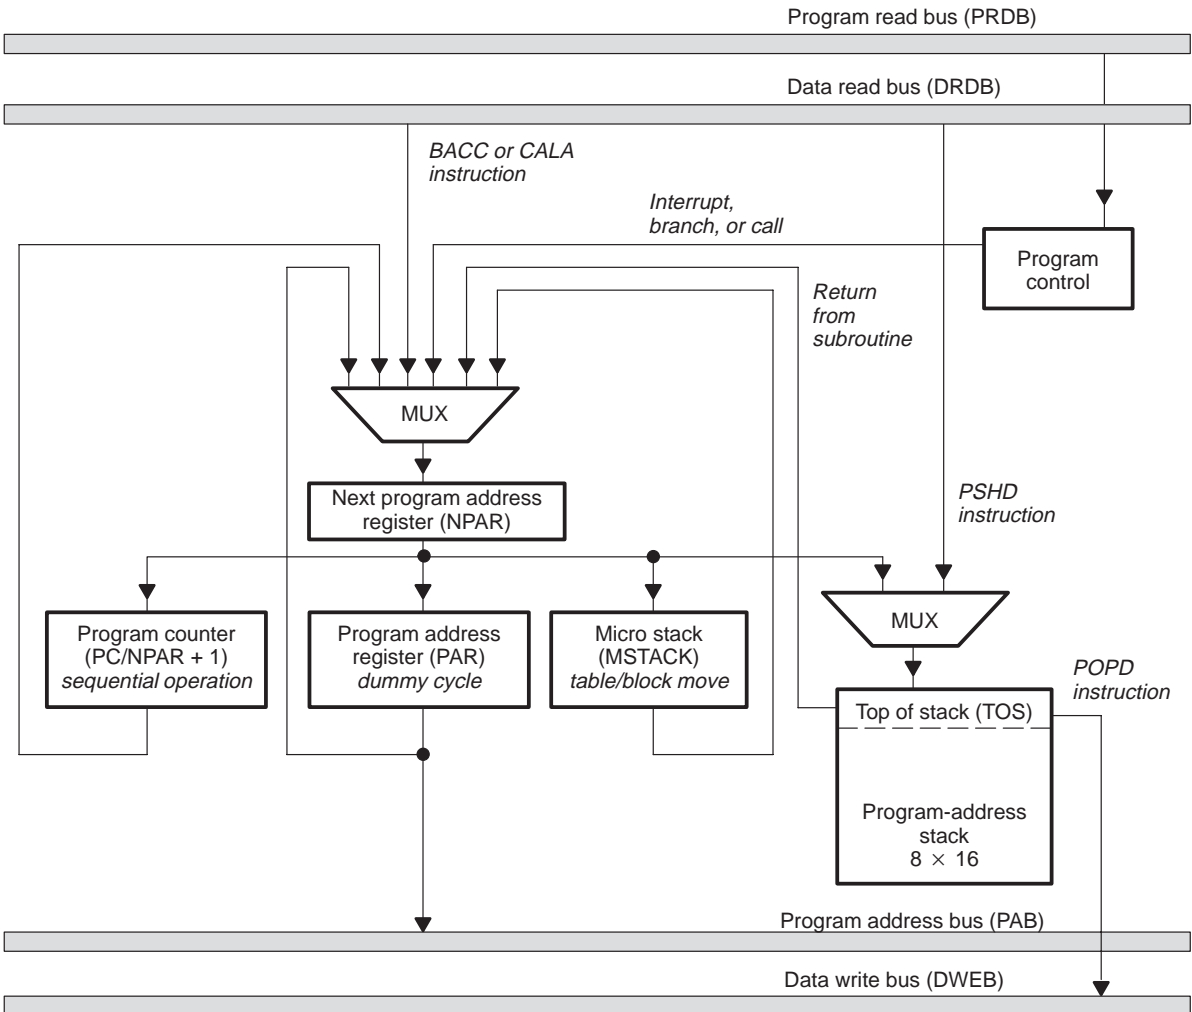 Program read bus (PRDB)
Data read bus (DRDB)
BACC or CALA
instruction
Interrupt,
branch, or call
Program
control
Return
from
subroutine
MUX
Next program address
register (NPAR)
PSHD
instruction
Program counter
(PC/NPAR + 1)
sequential operation
Program address
register (PAR)
dummy cycle
Micro stack
(MSTACK)
table/block move
MUX
POPD
instruction
Top of stack (TOS)
Program-address
stack
8 × 16
Program address bus (PAB)
Data write bus (DWEB)